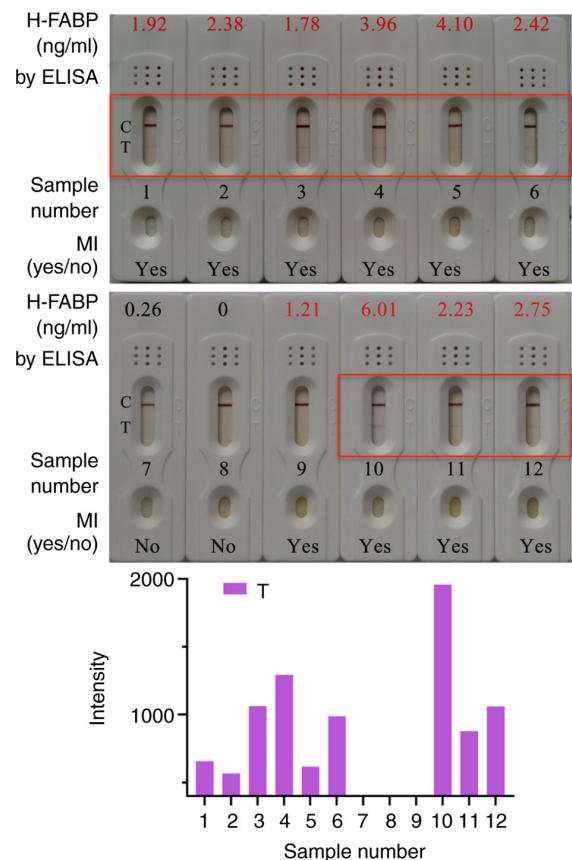 H-FABP (ng/ml) by ELISA 1.92 2.38 1.78 3.96 4.10 2.42
C
T
C T C T C T C T C T C T
Sample number 1 2 3 4 5 6
MI (yes/no) Yes Yes Yes Yes Yes Yes
H-FABP (ng/ml) by ELISA 0.26 0 1.21 6.01 2.23 2.75
C
T
C T C T C T C T C T C T
Sample number 7 8 9 10 11 12
MI (yes/no) No No Yes Yes Yes Yes
2000
T
1000
Intensity
1 2 3 4 5 6 7 8 9 10 11 12
Sample number